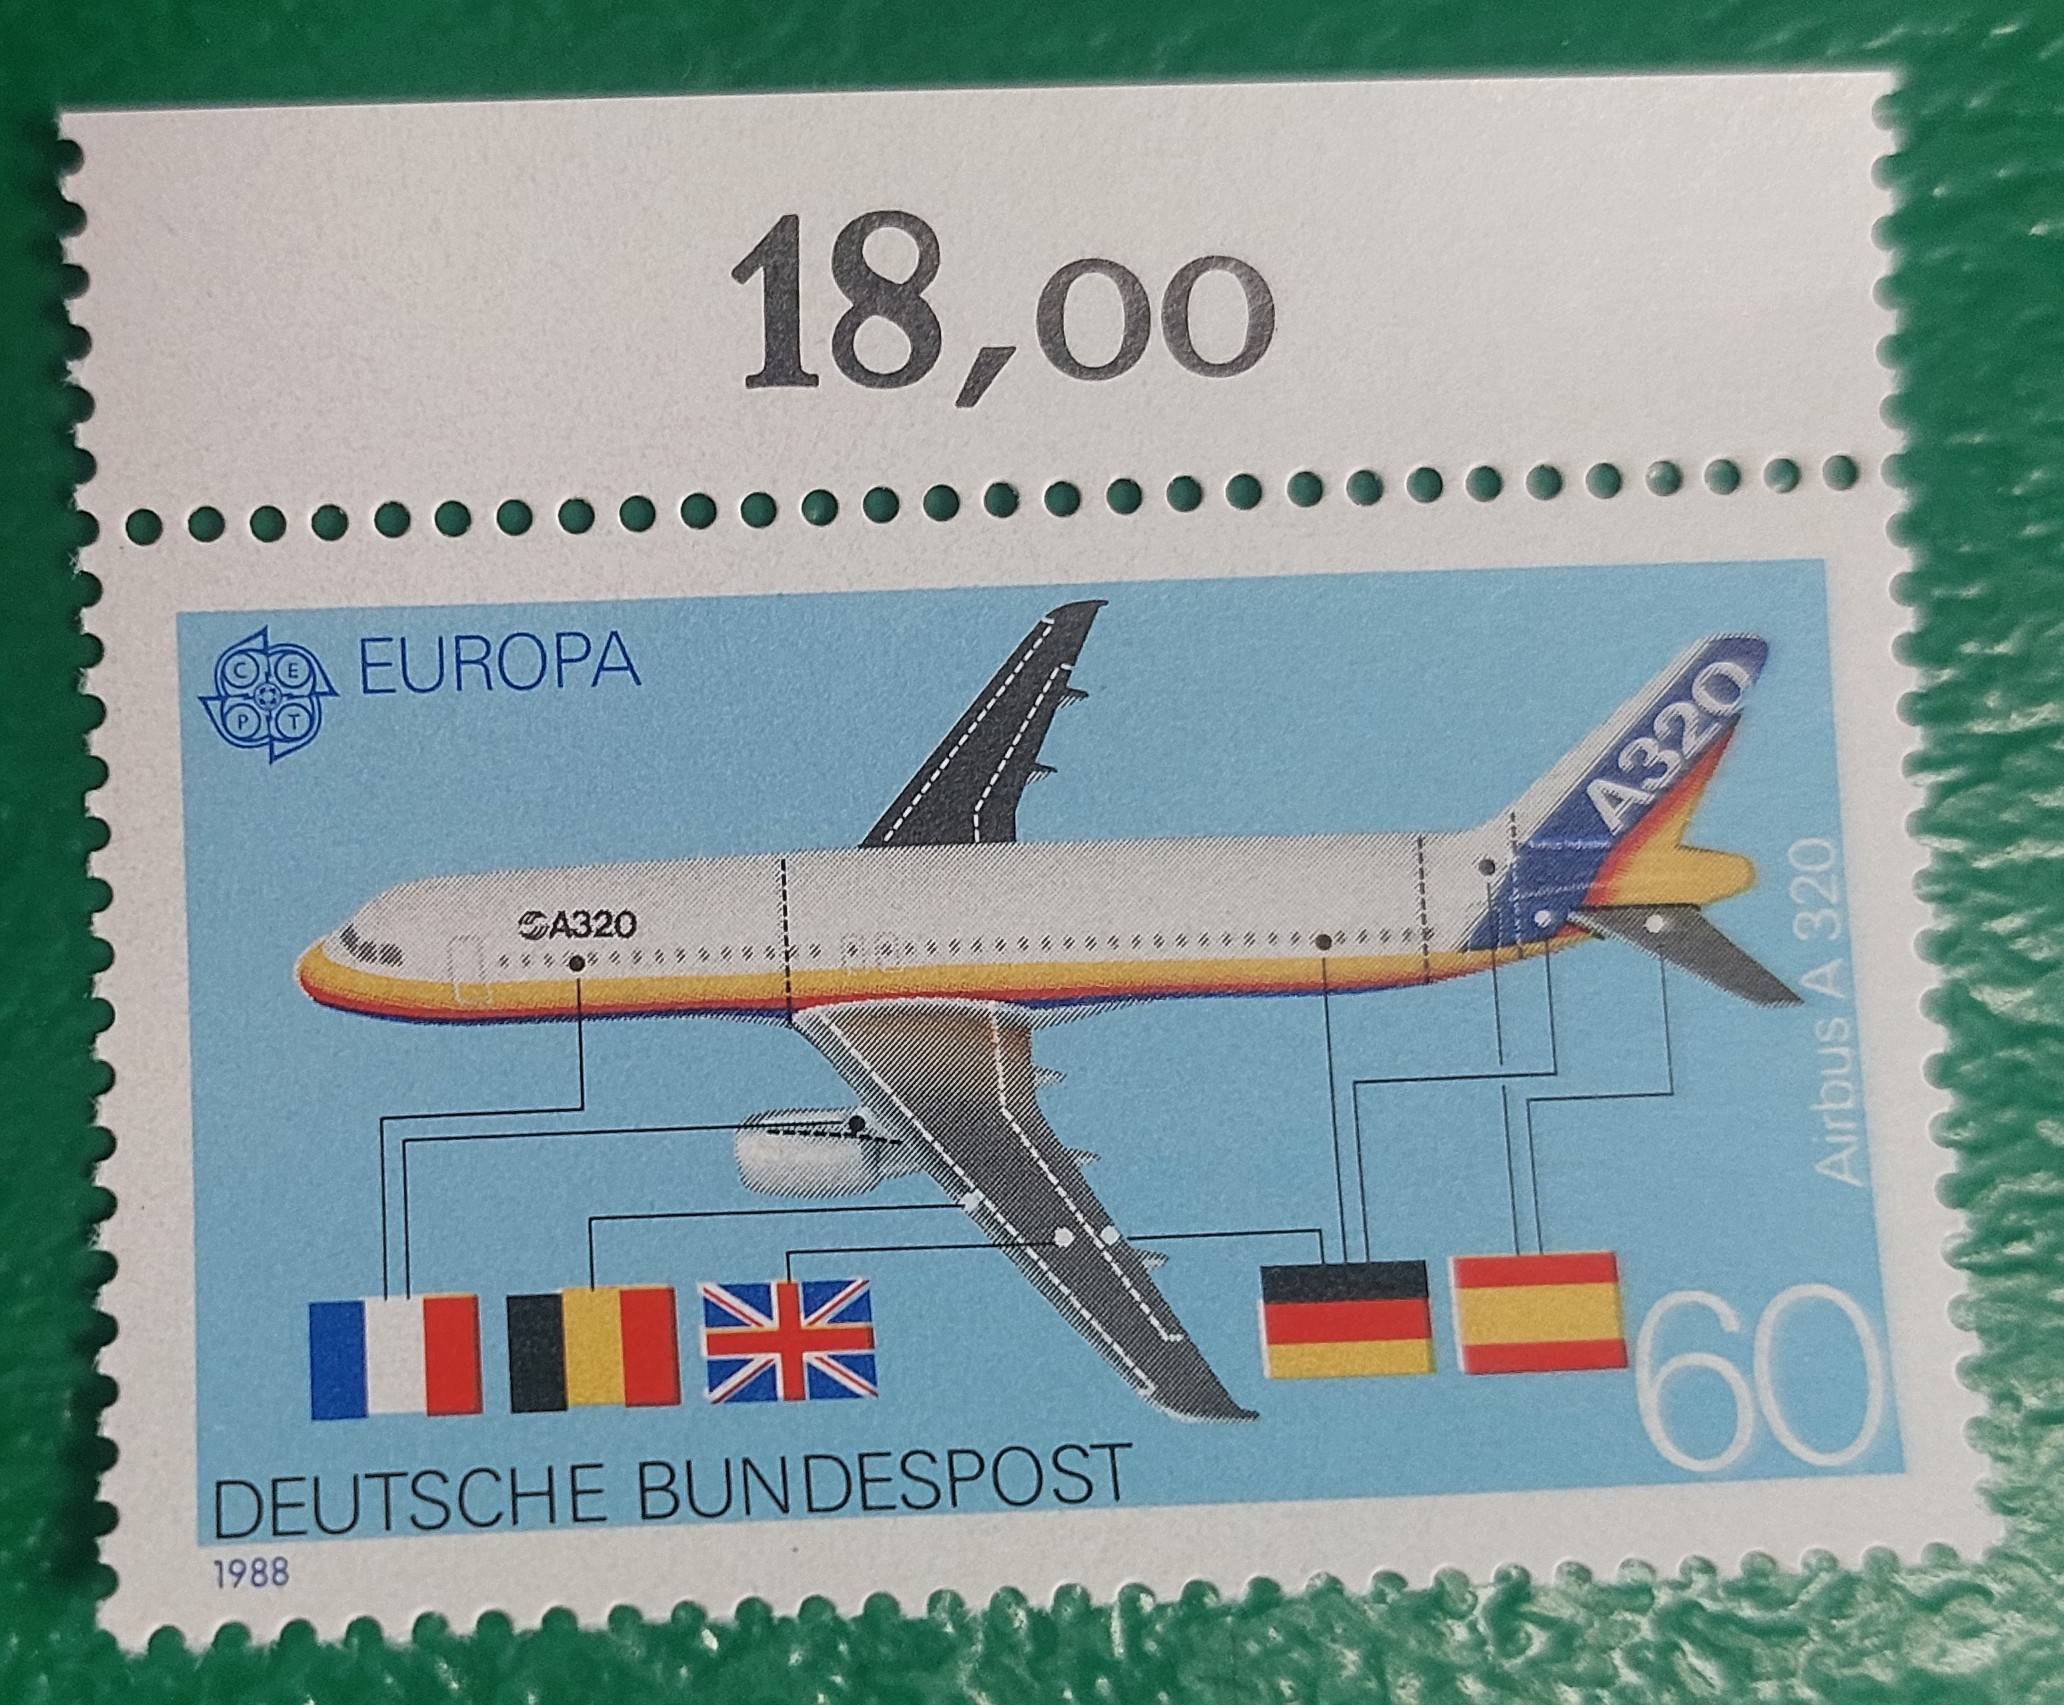 18,00
C E
P T
EUROPA
A320
A320
Airbus A 320
60
DEUTSCHE BUNDESPOST
1988